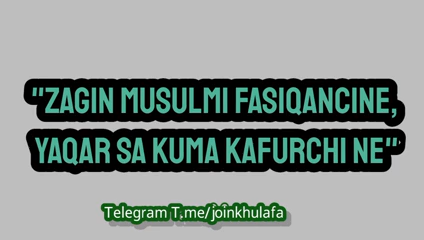 "ZAGIN MUSULMI FASIQANCINE,
YAQAR SA KUMA KAFURCHI NE"
Telegram T.me/joinkhulafa